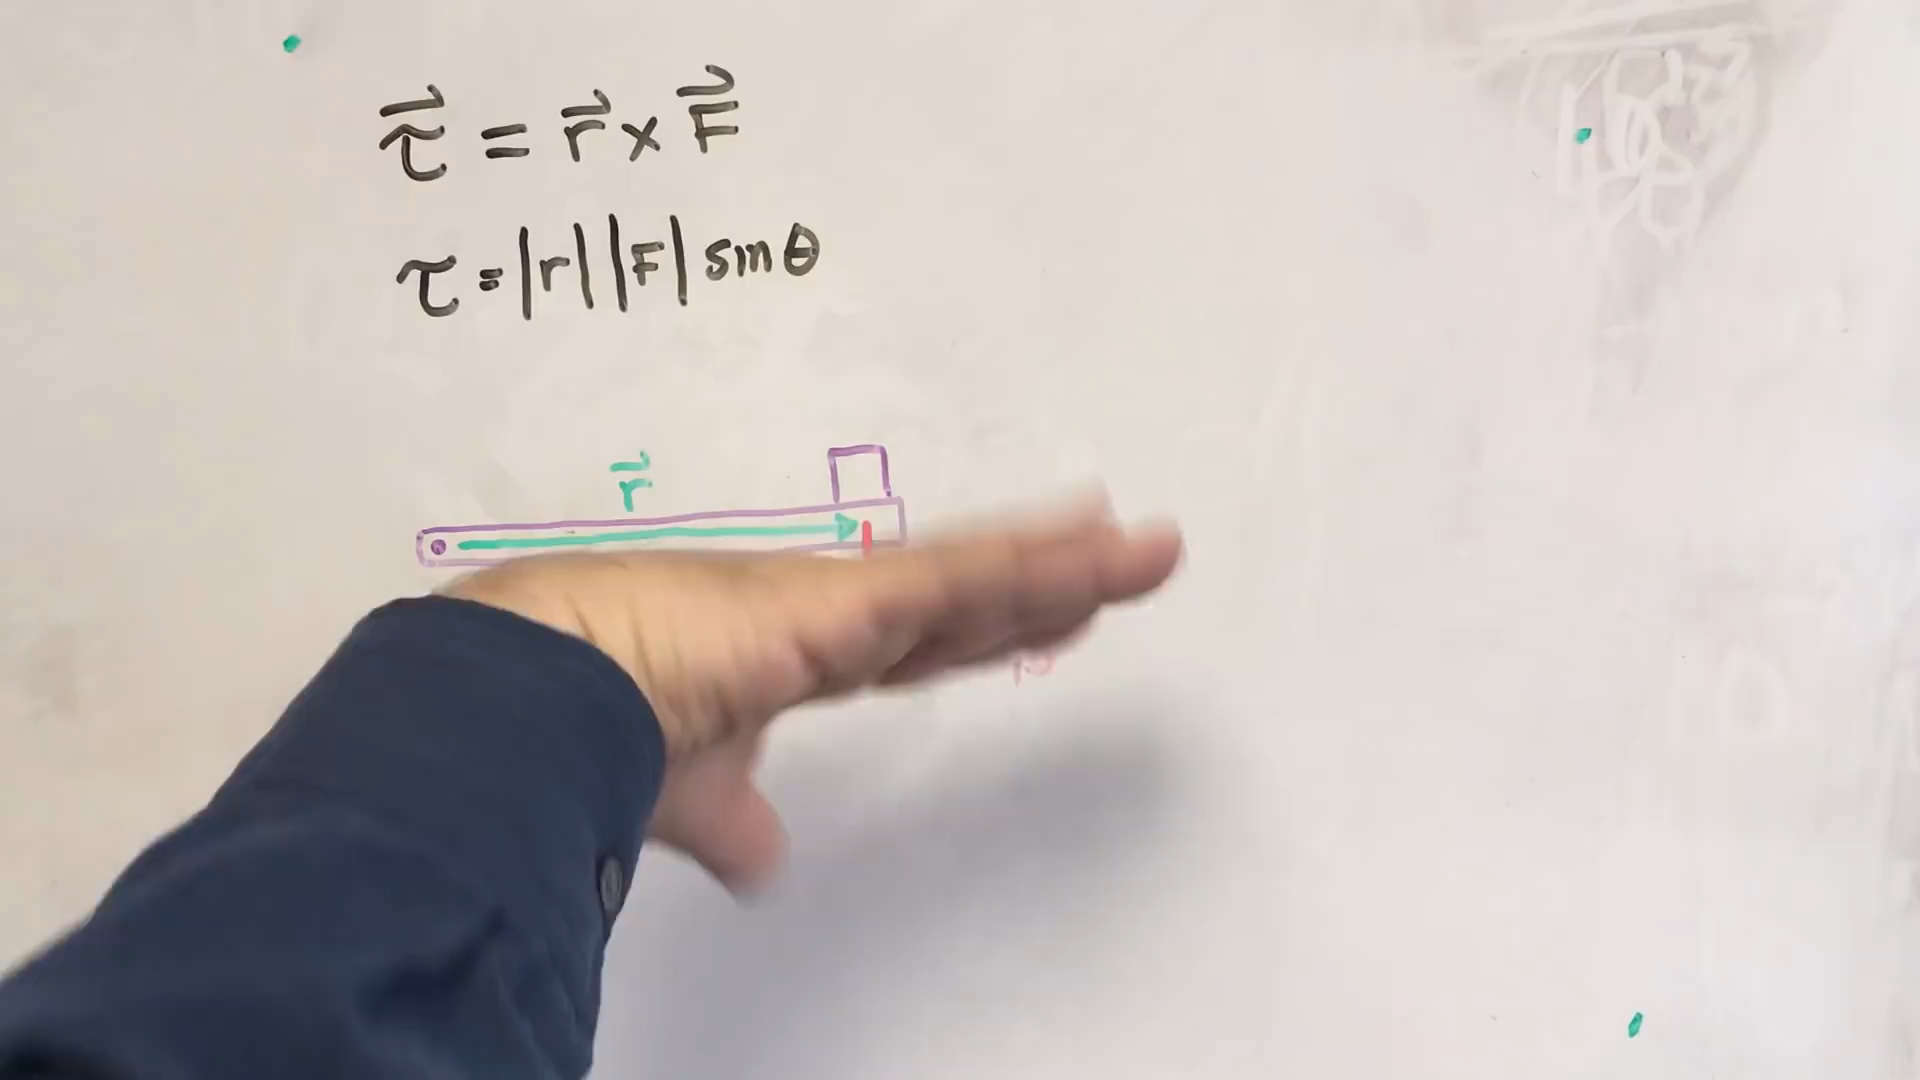 τ⃗ = r⃗ × F⃗
τ = |r| |F| sin θ
r⃗